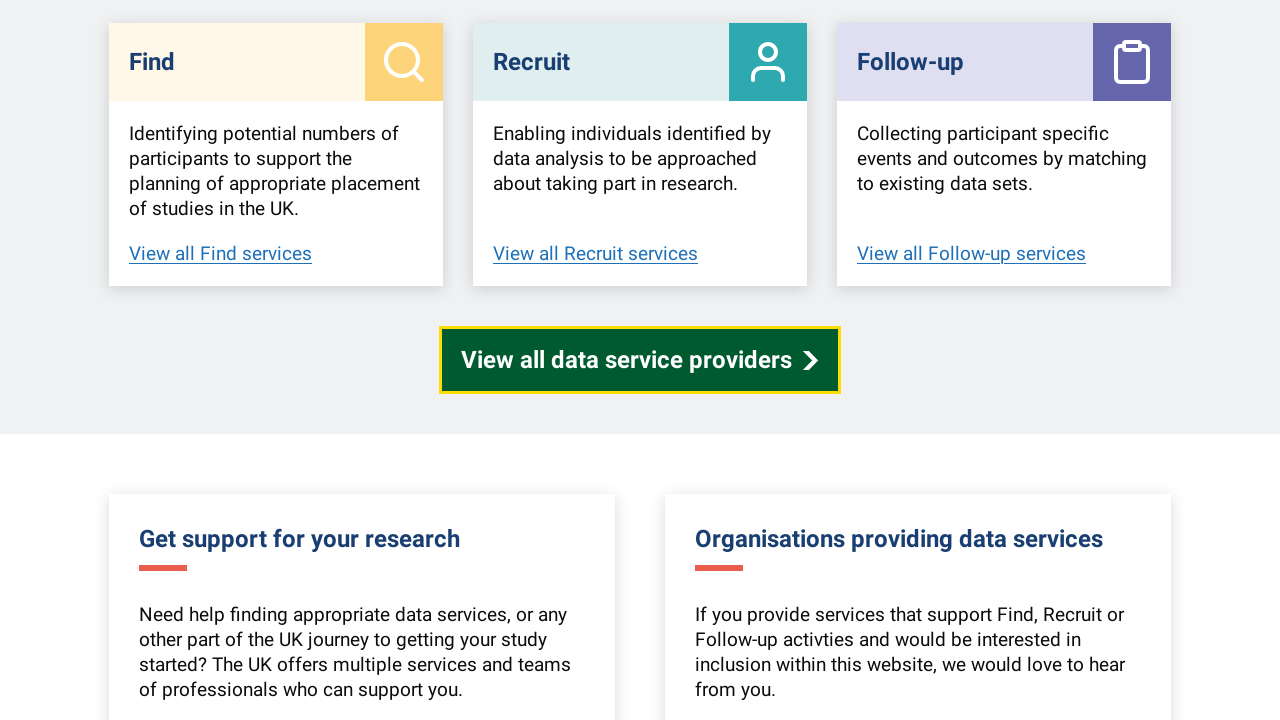 Find
Identifying potential numbers of
participants to support the
planning of appropriate placement
of studies in the UK.
View all Find services
Recruit
Enabling individuals identified by
data analysis to be approached
about taking part in research.
View all Recruit services
Follow-up
Collecting participant specific
events and outcomes by matching
to existing data sets.
View all Follow-up services
View all data service providers
Get support for your research
Need help finding appropriate data services, or any
other part of the UK journey to getting your study
started? The UK offers multiple services and teams
of professionals who can support you.
Organisations providing data services
If you provide services that support Find, Recruit or
Follow-up activties and would be interested in
inclusion within this website, we would love to hear
from you.